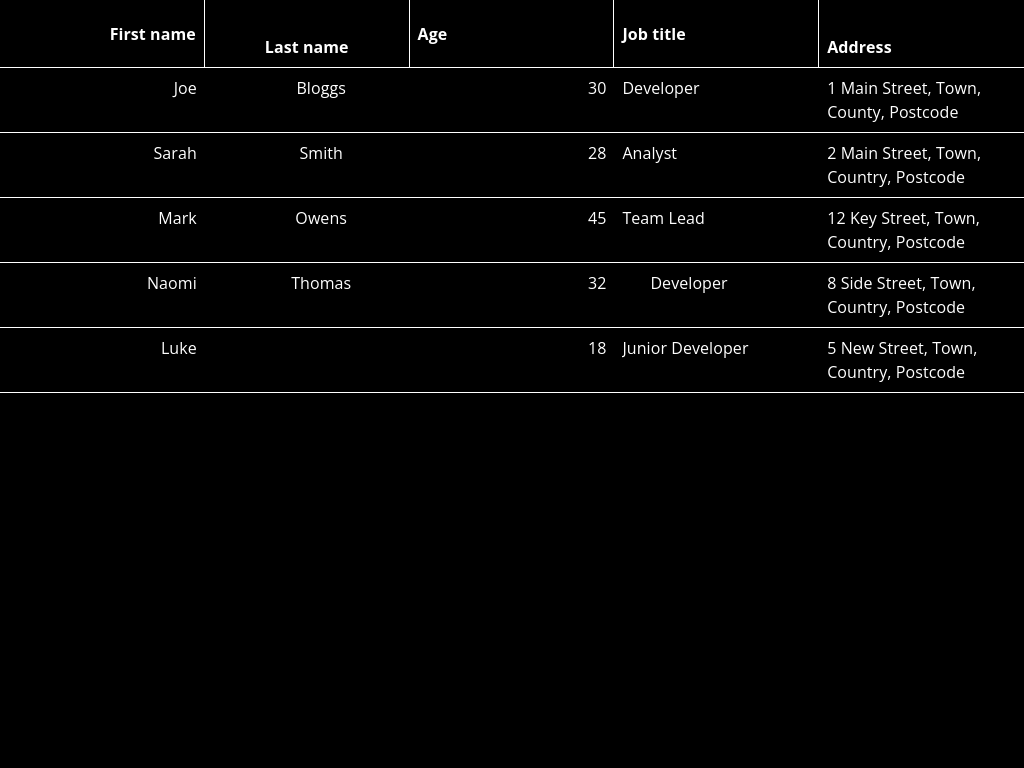 First name Last name Age Job title Address
Joe Bloggs 30 Developer 1 Main Street, Town,
County, Postcode
Sarah Smith 28 Analyst 2 Main Street, Town,
Country, Postcode
Mark Owens 45 Team Lead 12 Key Street, Town,
Country, Postcode
Naomi Thomas 32 Developer 8 Side Street, Town,
Country, Postcode
Luke 18 Junior Developer 5 New Street, Town,
Country, Postcode